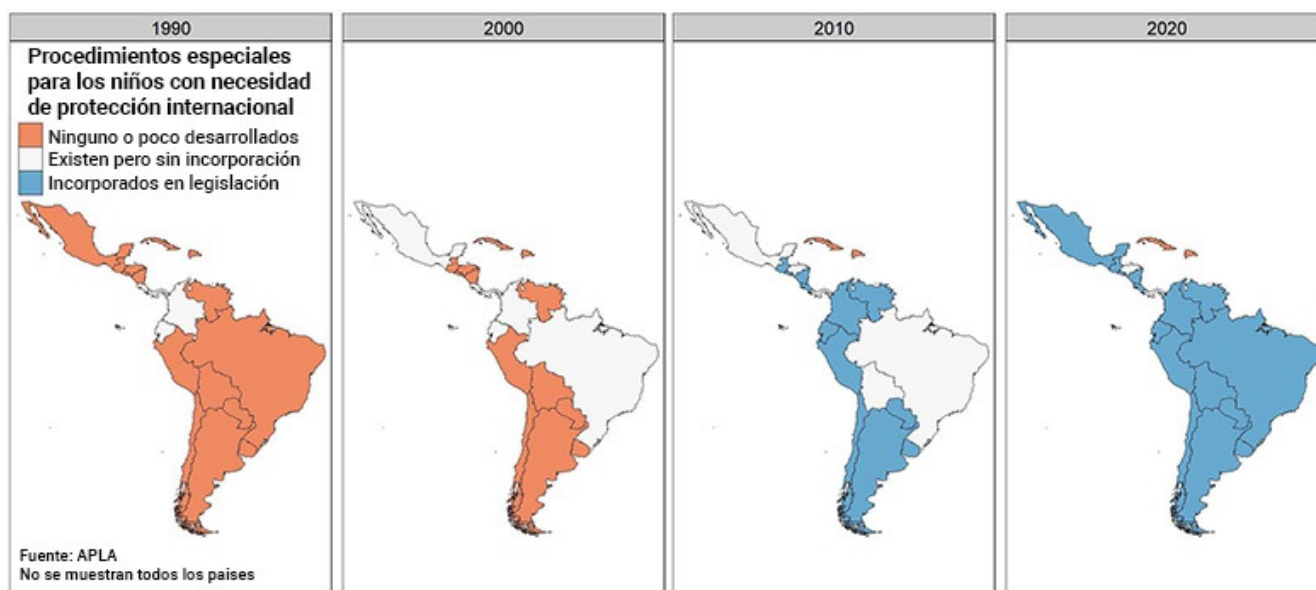 1990
2000
2010
2020
Procedimientos especiales
para los niños con necesidad
de protección internacional
Ninguno o poco desarrollados
Existen pero sin incorporación
Incorporados en legislación
Fuente: APLA
No se muestran todos los paises